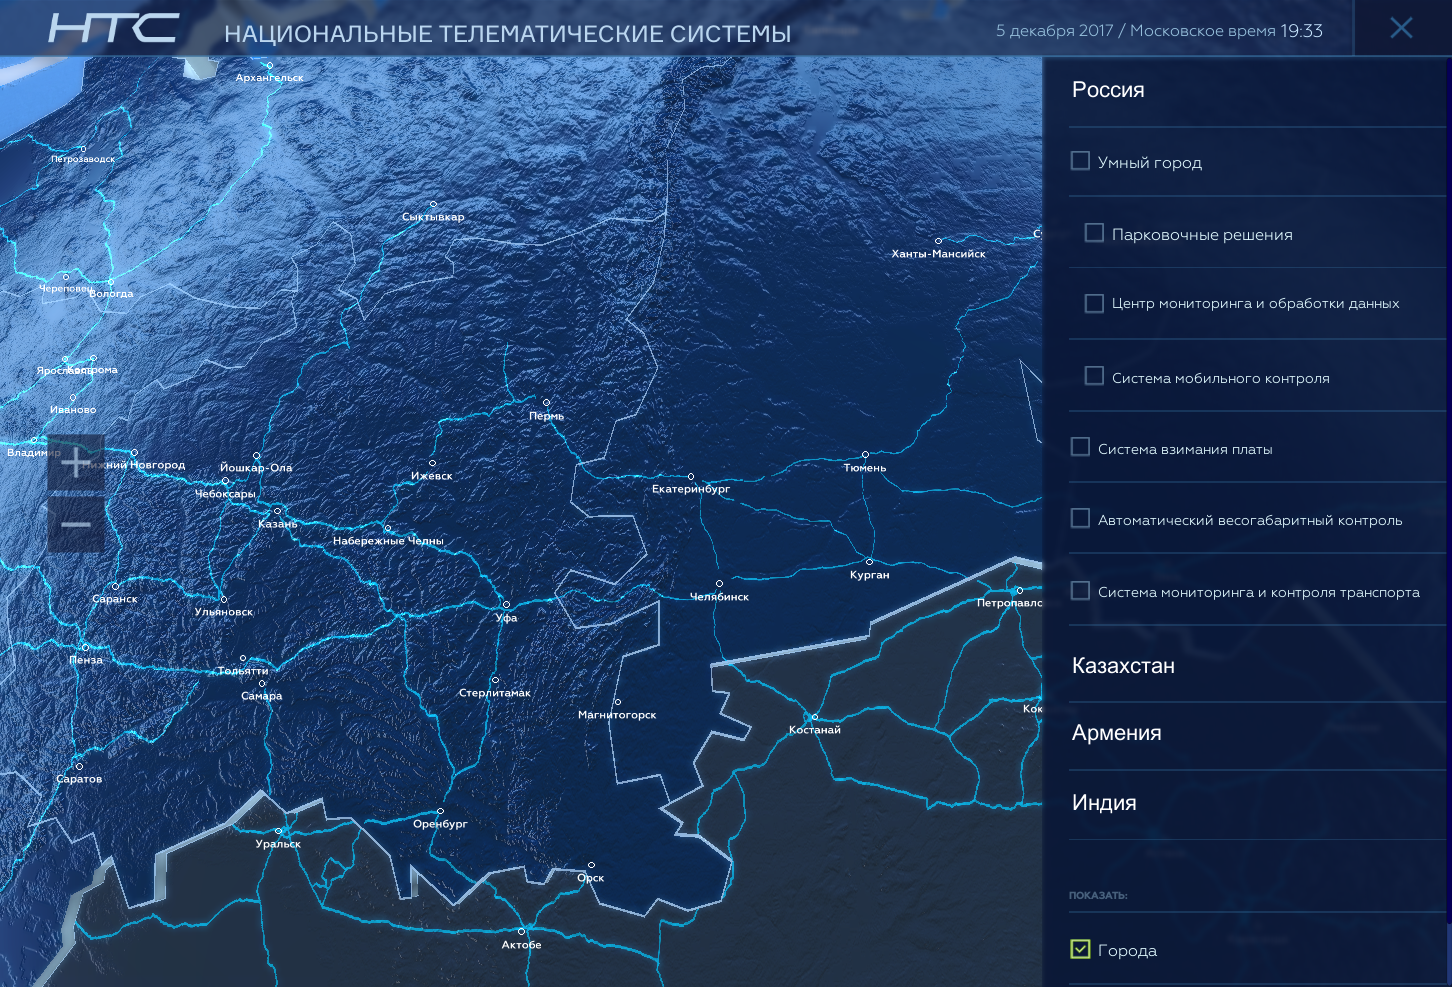 НТС
НАЦИОНАЛЬНЫЕ ТЕЛЕМАТИЧЕСКИЕ СИСТЕМЫ
5 декабря 2017 / Московское время 19:33
Архангельск
Петрозаводск
Сыктывкар
Ханты-Мансийск
Череповец
Вологда
Ярославль
Кострома
Иваново
Владимир
Нижний Новгород
Йошкар-Ола
Чебоксары
Казань
Ижевск
Пермь
Набережные Челны
Екатеринбург
Тюмень
Курган
Челябинск
Петропавло
Саранск
Ульяновск
Уфа
Пенза
Тольятти
Самара
Стерлитамак
Магнитогорск
Костанай
Кок
Саратов
Оренбург
Уральск
Орск
Актобе
Россия
Умный город
Парковочные решения
Центр мониторинга и обработки данных
Система мобильного контроля
Система взимания платы
Автоматический весогабаритный контроль
Система мониторинга и контроля транспорта
Казахстан
Армения
Индия
ПОКАЗАТЬ:
Города